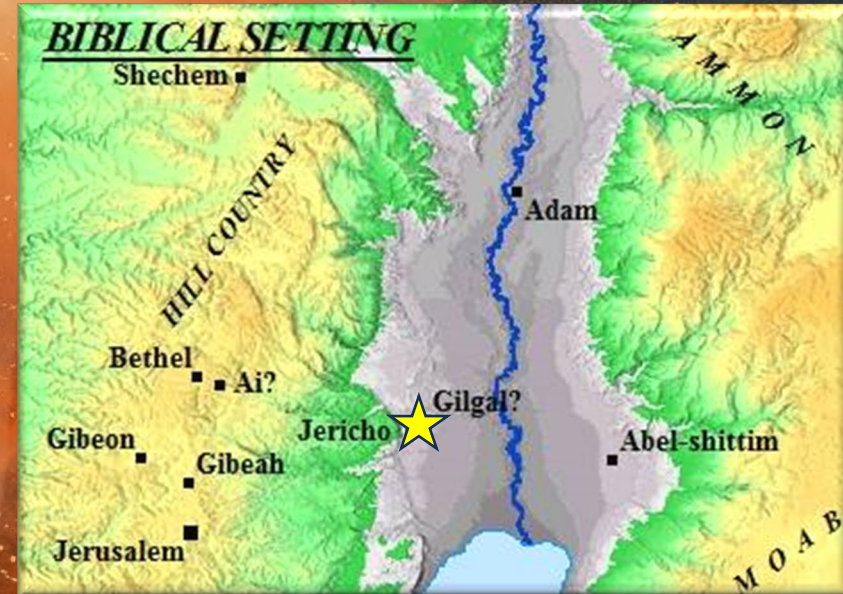 BIBLICAL SETTING
Shechem
AMMON
HILL COUNTRY
Adam
Bethel
Ai?
Gilgal?
Jericho
Gibeon
Abel-shittim
Gibeah
Jerusalem
MOAB